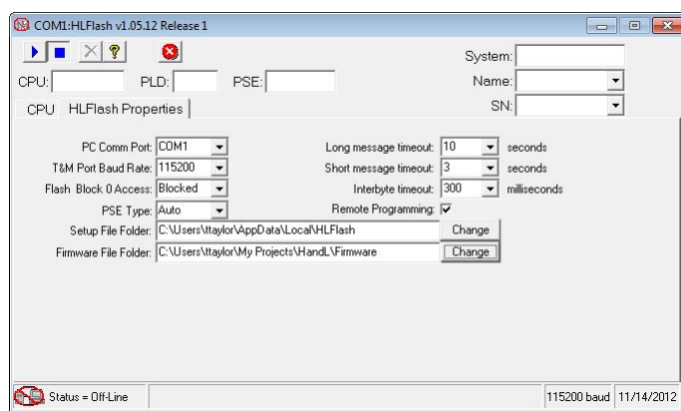 COM1:HLFlash v1.05.12 Release 1
System:
CPU: PLD: PSE: Name:
SN:
CPU HLFlash Properties
PC Comm Port: COM1 Long message timeout: 10 seconds
T&M Port Baud Rate: 115200 Short message timeout: 3 seconds
Flash Block 0 Access: Blocked Interbyte timeout: 300 milliseconds
PSE Type: Auto Remote Programming:
Setup File Folder: C:\Users\ttaylor\AppData\Local\HLFlash Change
Firmware File Folder: C:\Users\ttaylor\My Projects\HandL\Firmware Change
Status = Off-Line 115200 baud 11/14/2012